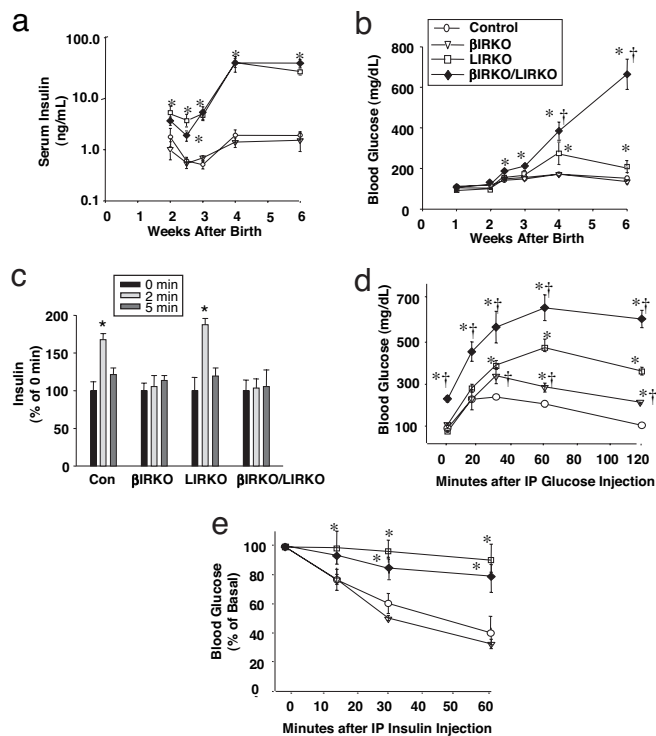 a
100.0
10.0
1.0
0.1
Serum Insulin
(ng/mL)
* * * * * *
0 1 2 3 4 5 6
Weeks After Birth
b
Control
βIRKO
LIRKO
βIRKO/LIRKO
800
600
400
200
0
Blood Glucose (mg/dL)
* * *† * *† *
0 1 2 3 4 5 6
Weeks After Birth
c
0 min
2 min
5 min
200
150
100
50
0
Insulin
(% of 0 min)
* *
Con βIRKO LIRKO βIRKO/LIRKO
d
700
500
300
100
Blood Glucose (mg/dL)
*† *† *† *† *†
* * *
† *† *†
0 20 40 60 80 100 120
Minutes after IP Glucose Injection
e
100
80
60
40
20
0
Blood Glucose
(% of Basal)
* * *
* *
0 10 20 30 40 50 60
Minutes after IP Insulin Injection